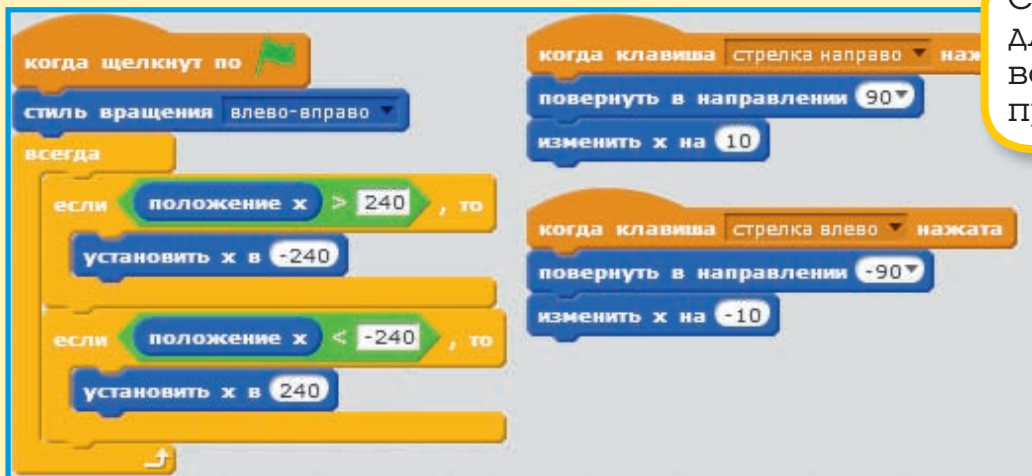 когда щелкнут по
стиль вращения влево-вправо
всегда
если положение x > 240 , то
установить x в -240
если положение x < -240 , то
установить x в 240
когда клавиша стрелка направо
повернуть в направлении 90
изменить x на 10
когда клавиша стрелка влево нажата
повернуть в направлении -90
изменить x на -10